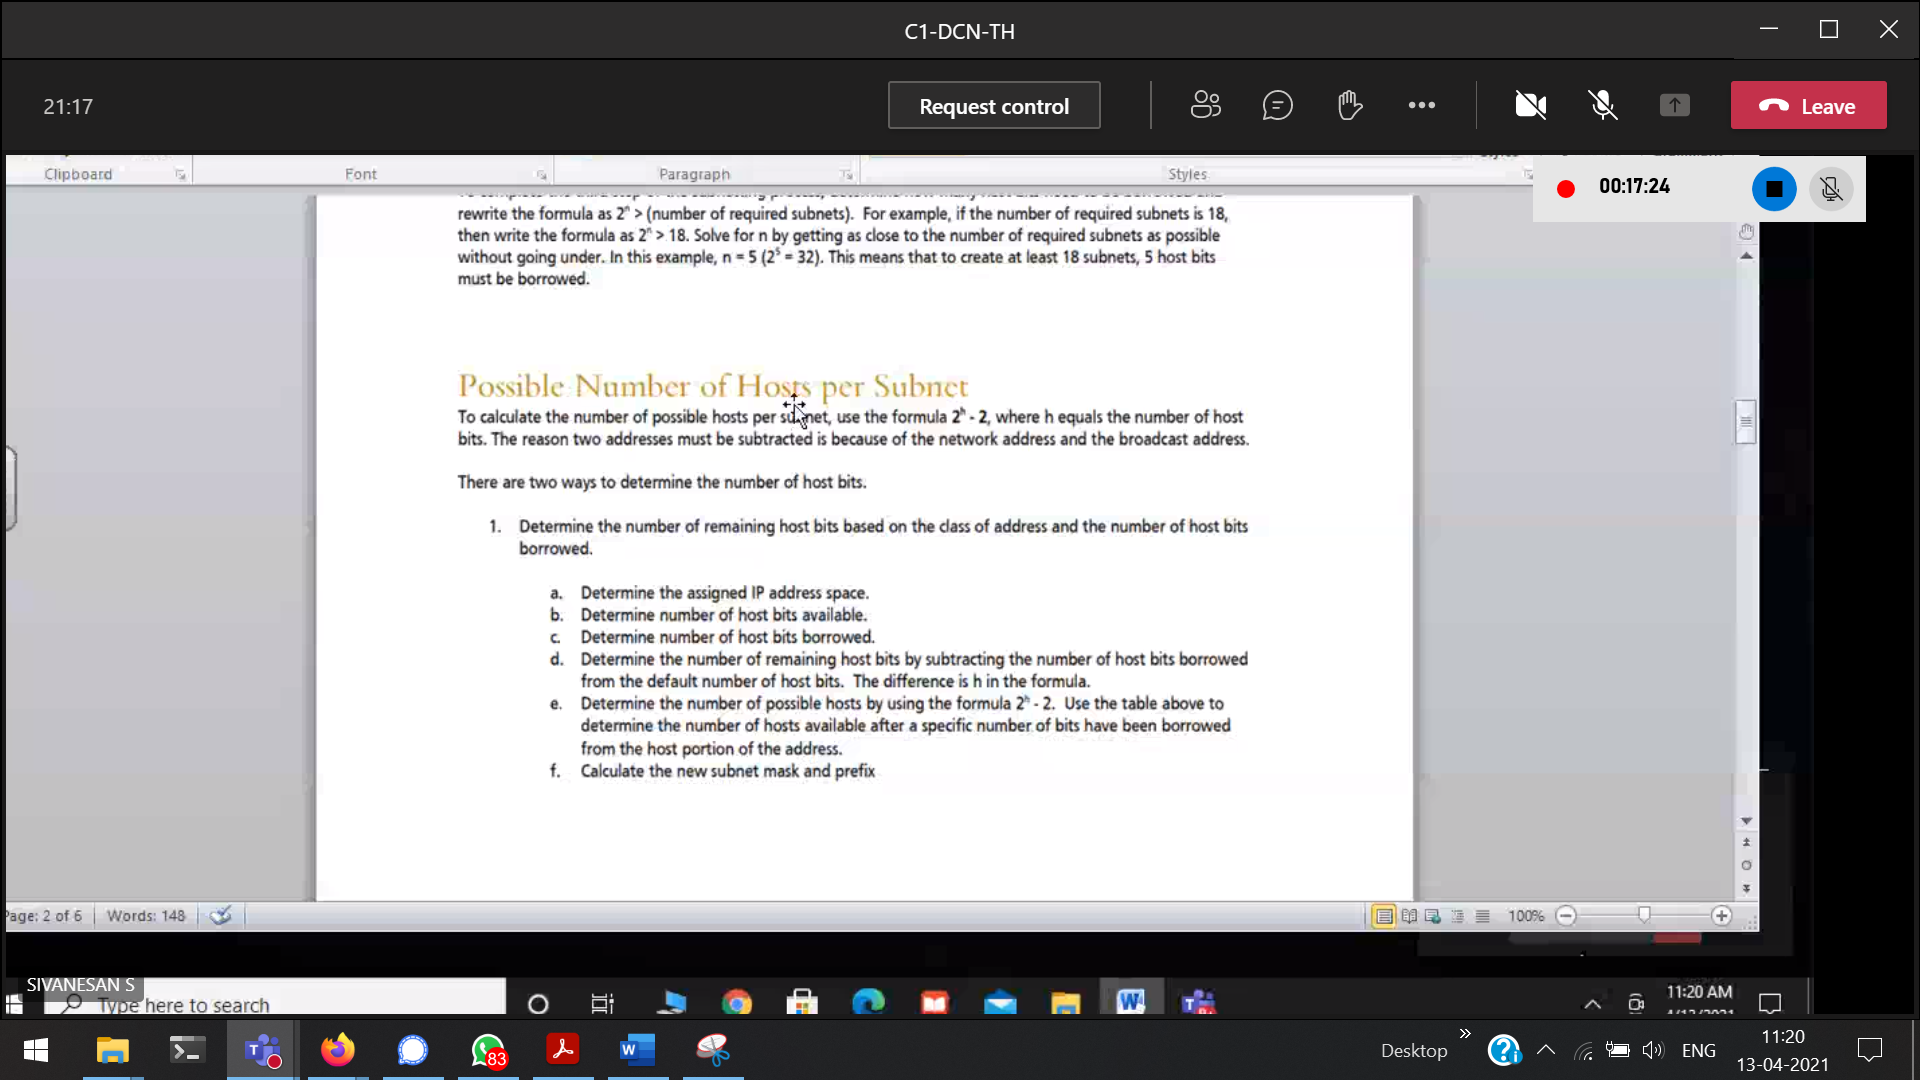 C1-DCN-TH
21:17
Request control
Leave
Clipboard
Font
Paragraph
Styles
00:17:24
rewrite the formula as 2ⁿ > (number of required subnets). For example, if the number of required subnets is 18,
then write the formula as 2ⁿ > 18. Solve for n by getting as close to the number of required subnets as possible
without going under. In this example, n = 5 (2⁵ = 32). This means that to create at least 18 subnets, 5 host bits
must be borrowed.
Possible Number of Hosts per Subnet
To calculate the number of possible hosts per subnet, use the formula 2ʰ - 2, where h equals the number of host
bits. The reason two addresses must be subtracted is because of the network address and the broadcast address.
There are two ways to determine the number of host bits.
1. Determine the number of remaining host bits based on the class of address and the number of host bits
borrowed.
a. Determine the assigned IP address space.
b. Determine number of host bits available.
c. Determine number of host bits borrowed.
d. Determine the number of remaining host bits by subtracting the number of host bits borrowed
from the default number of host bits. The difference is h in the formula.
e. Determine the number of possible hosts by using the formula 2ʰ - 2. Use the table above to
determine the number of hosts available after a specific number of bits have been borrowed
from the host portion of the address.
f. Calculate the new subnet mask and prefix
Page: 2 of 6
Words: 148
100%
SIVANESAN S
Type here to search
11:20 AM
83
Desktop
ENG
11:20
13-04-2021